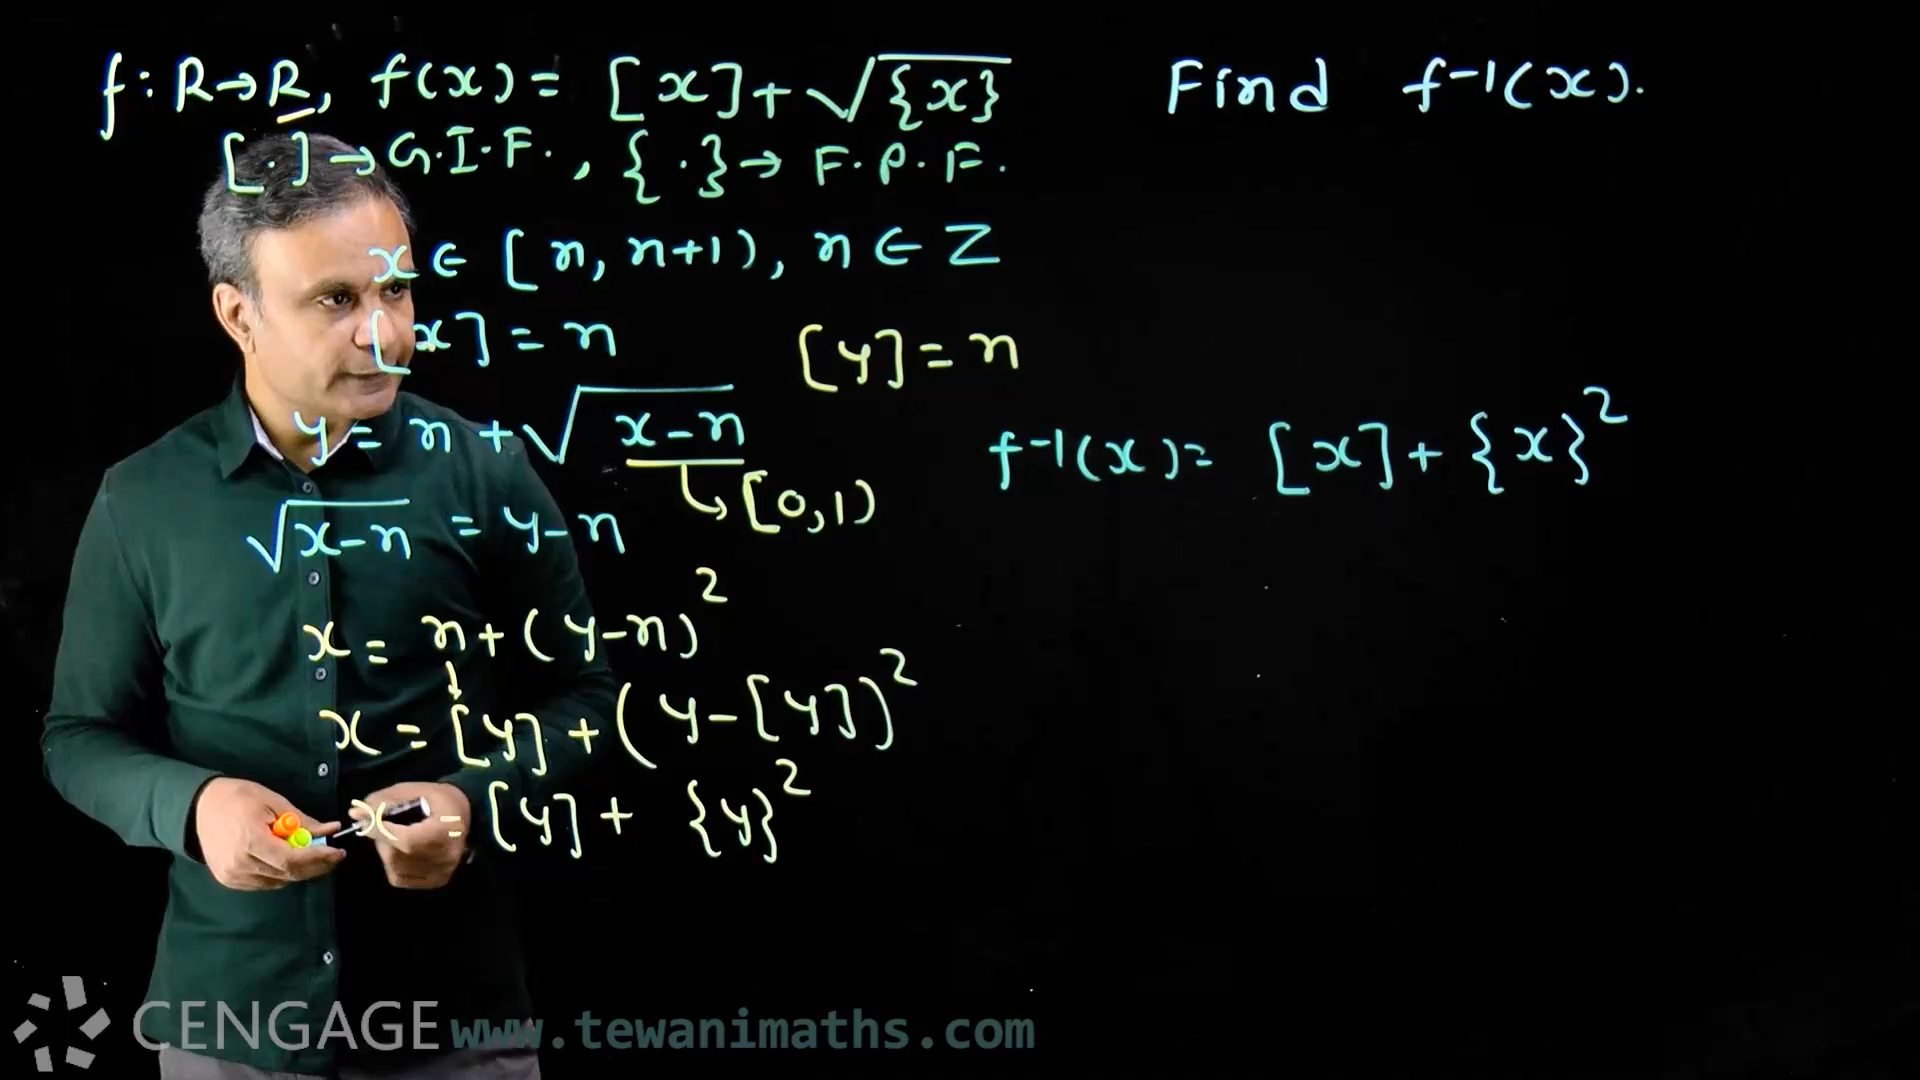 f: R→R, f(x) = [x]+√{x} Find f⁻¹(x).
[·]→G.I.F., {·}→F.P.F.
x ∈ [n, n+1), n ∈ Z
[x] = n [y] = n
y = n + √x-n
↳[0,1)
f⁻¹(x) = [x] + {x}²
√x-n = y-n
x = n+(y-n)²
x = [y] + (y-[y])²
x = [y] + {y}²
CENGAGE www.tewanimaths.com